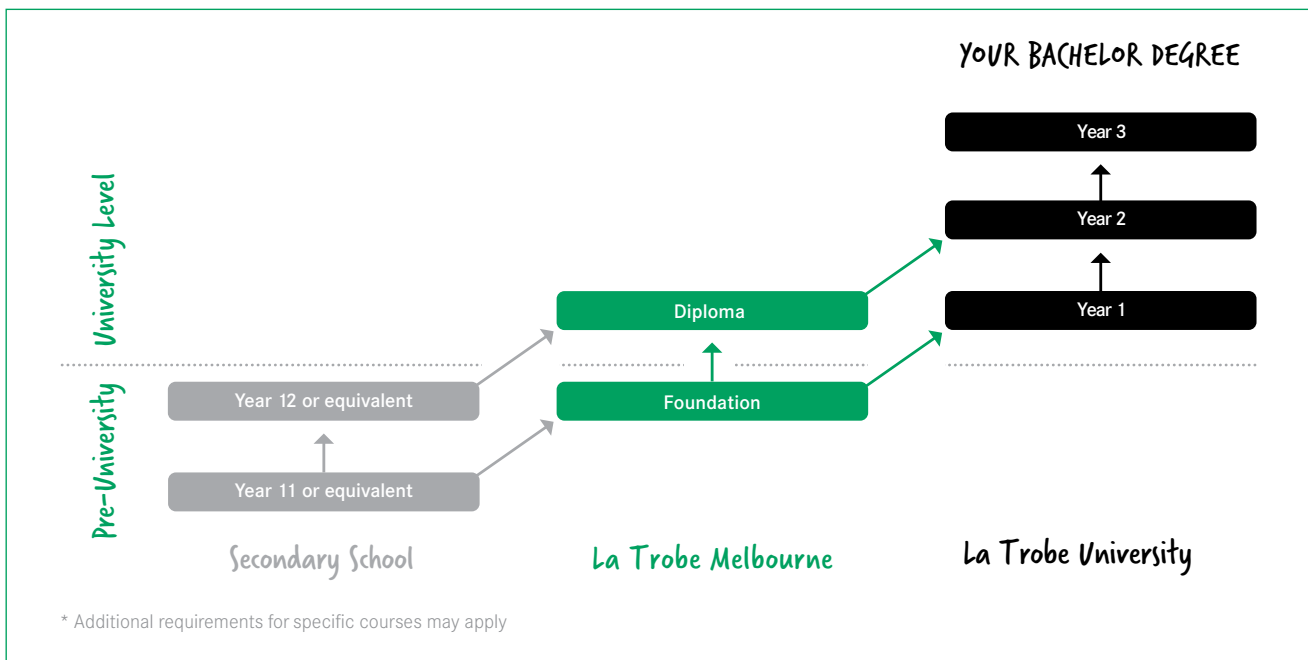 YOUR BACHELOR DEGREE
Year 3
Year 2
Year 1
University Level
Diploma
Pre-University
Year 12 or equivalent
Foundation
Year 11 or equivalent
Secondary School
La Trobe Melbourne
La Trobe University
* Additional requirements for specific courses may apply